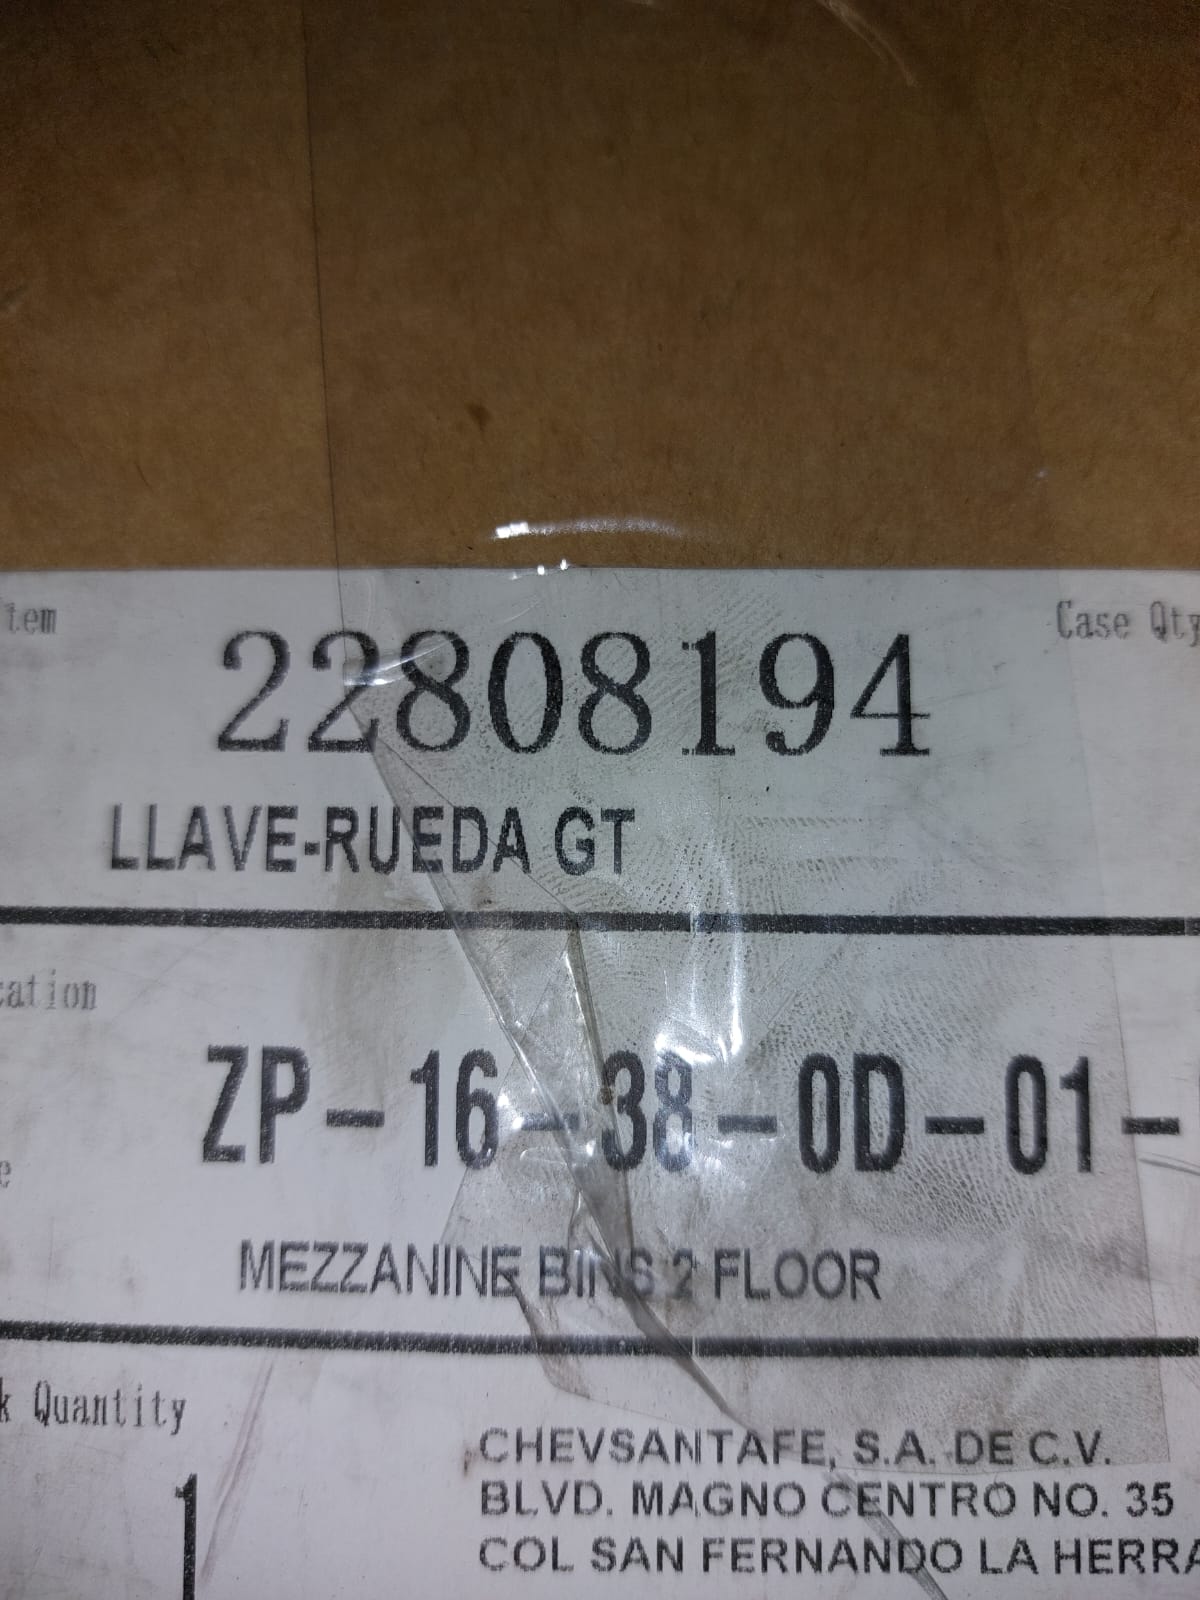 tem
Case Qty
22808194
LLAVE-RUEDA GT
cation
ZP-16-38-0D-01-
e
MEZZANINE BINS 2 FLOOR
k Quantity
1
CHEVSANTAFE, S.A. DE C.V.
BLVD. MAGNO CENTRO NO. 35
COL SAN FERNANDO LA HERRA